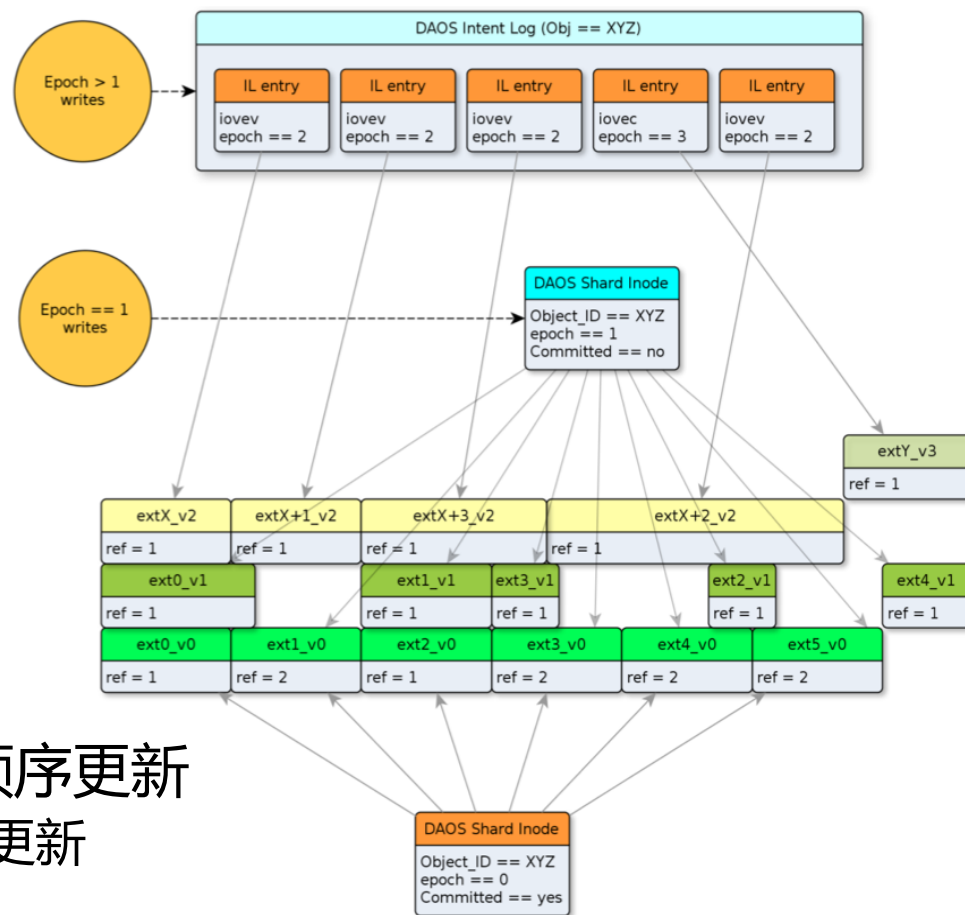 DAOS Intent Log (Obj == XYZ)
Epoch > 1
writes
IL entry
iovev
epoch == 2
IL entry
iovev
epoch == 2
IL entry
iovev
epoch == 2
IL entry
iovec
epoch == 3
IL entry
iovev
epoch == 2
Epoch == 1
writes
DAOS Shard Inode
Object_ID == XYZ
epoch == 1
Committed == no
extY_v3
ref = 1
extX_v2
ref = 1
extX+1_v2
ref = 1
extX+3_v2
ref = 1
extX+2_v2
ref = 1
ext0_v1
ref = 1
ext1_v1
ref = 1
ext3_v1
ref = 1
ext2_v1
ref = 1
ext4_v1
ref = 1
ext0_v0
ref = 1
ext1_v0
ref = 2
ext2_v0
ref = 1
ext3_v0
ref = 2
ext4_v0
ref = 2
ext5_v0
ref = 2
序更新
更新
DAOS Shard Inode
Object_ID == XYZ
epoch == 0
Committed == yes